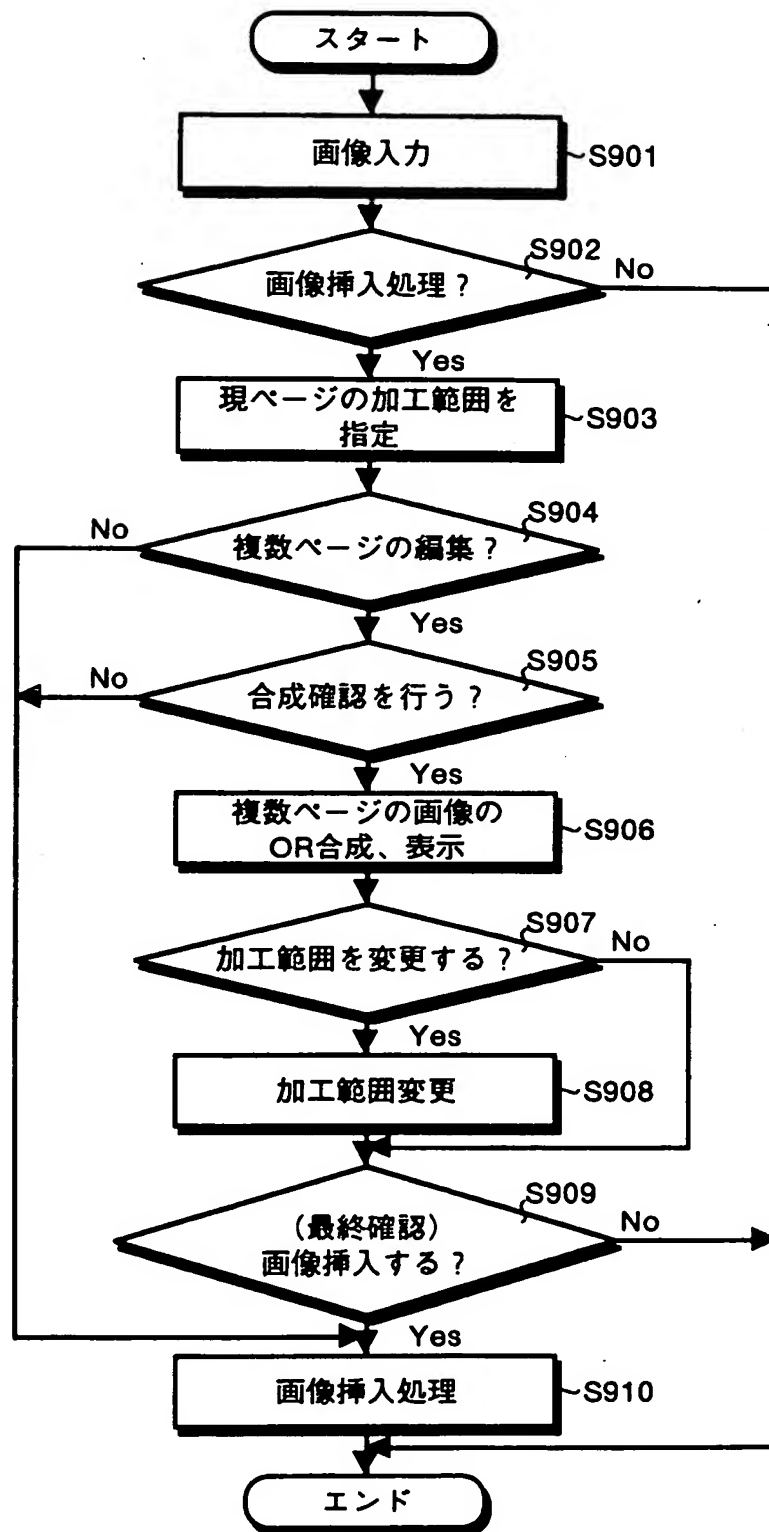 スタート
画像入力
S901
S902
画像挿入処理？
No
Yes
現ページの加工範囲を
指定
S903
S904
No
複数ページの編集？
Yes
S905
No
合成確認を行う？
Yes
複数ページの画像の
OR合成、表示
S906
S907
加工範囲を変更する？
No
Yes
加工範囲変更
S908
S909
（最終確認）
画像挿入する？
No
Yes
画像挿入処理
S910
エンド